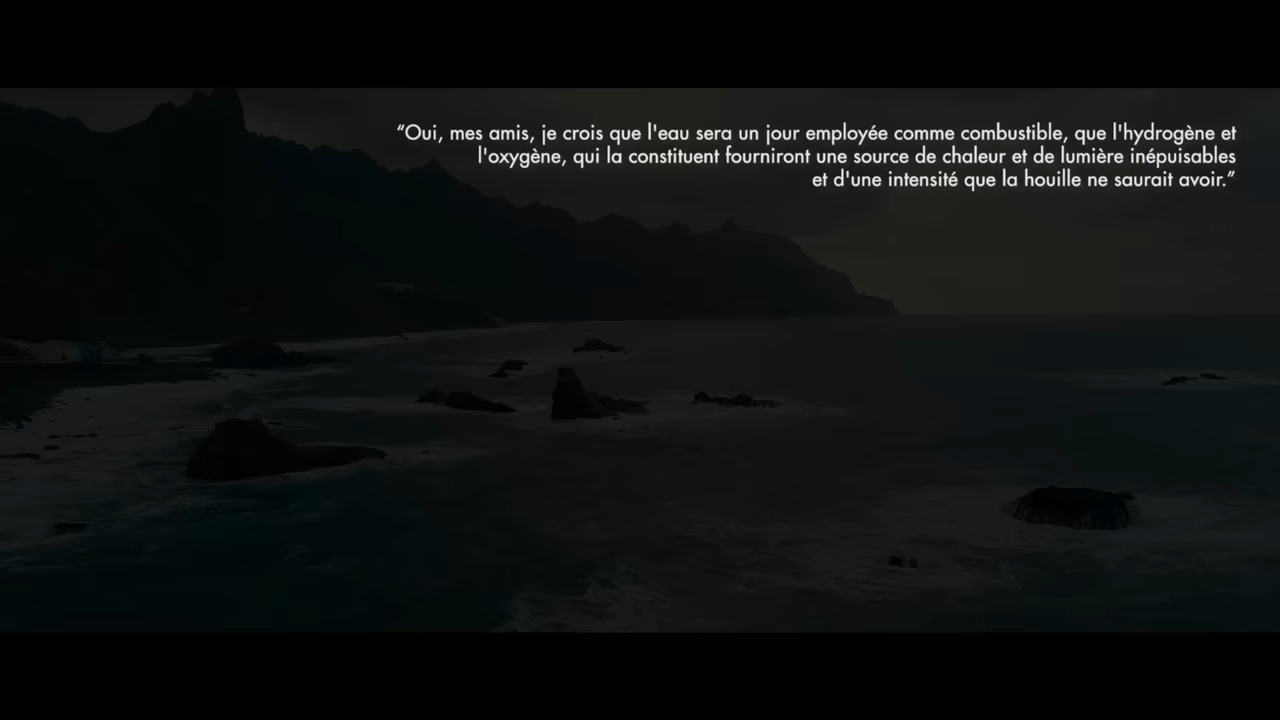 “Oui, mes amis, je crois que l'eau sera un jour employée comme combustible, que l'hydrogène et
l'oxygène, qui la constituent fourniront une source de chaleur et de lumière inépuisables
et d'une intensité que la houille ne saurait avoir.”